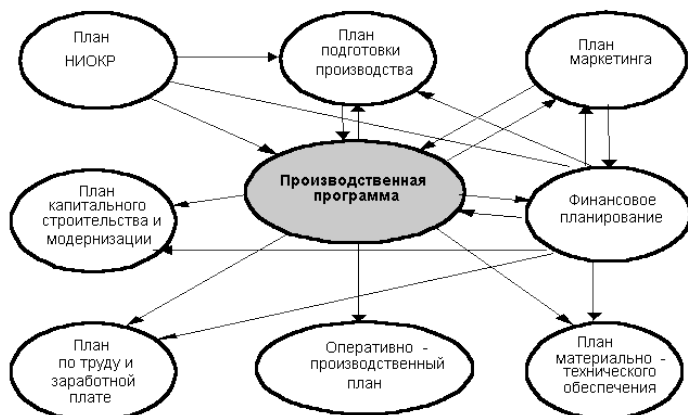 План
НИОКР
План
подготовки
производства
План
маркетинга
Производственная
программа
План
капитального
строительства и
модернизации
Финансовое
планирование
План
по труду и
заработной
плате
Оперативно -
производственный
план
План
материально -
технического
обеспечения